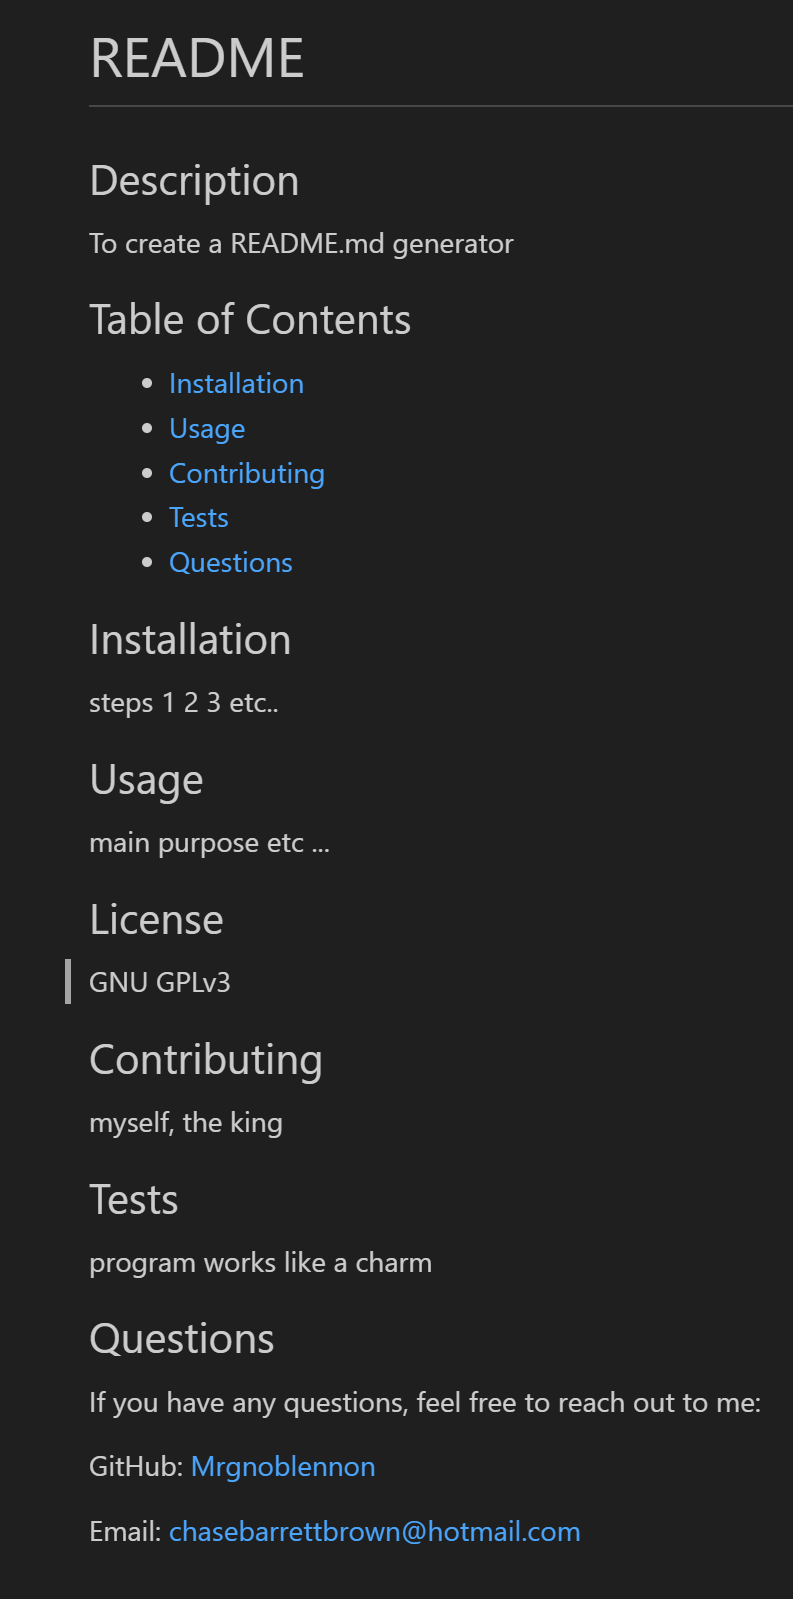 README
Description
To create a README.md generator
Table of Contents
Installation
Usage
Contributing
Tests
Questions
Installation
steps 1 2 3 etc..
Usage
main purpose etc ...
License
GNU GPLv3
Contributing
myself, the king
Tests
program works like a charm
Questions
If you have any questions, feel free to reach out to me:
GitHub: Mrgnoblennon
Email: chasebarrettbrown@hotmail.com